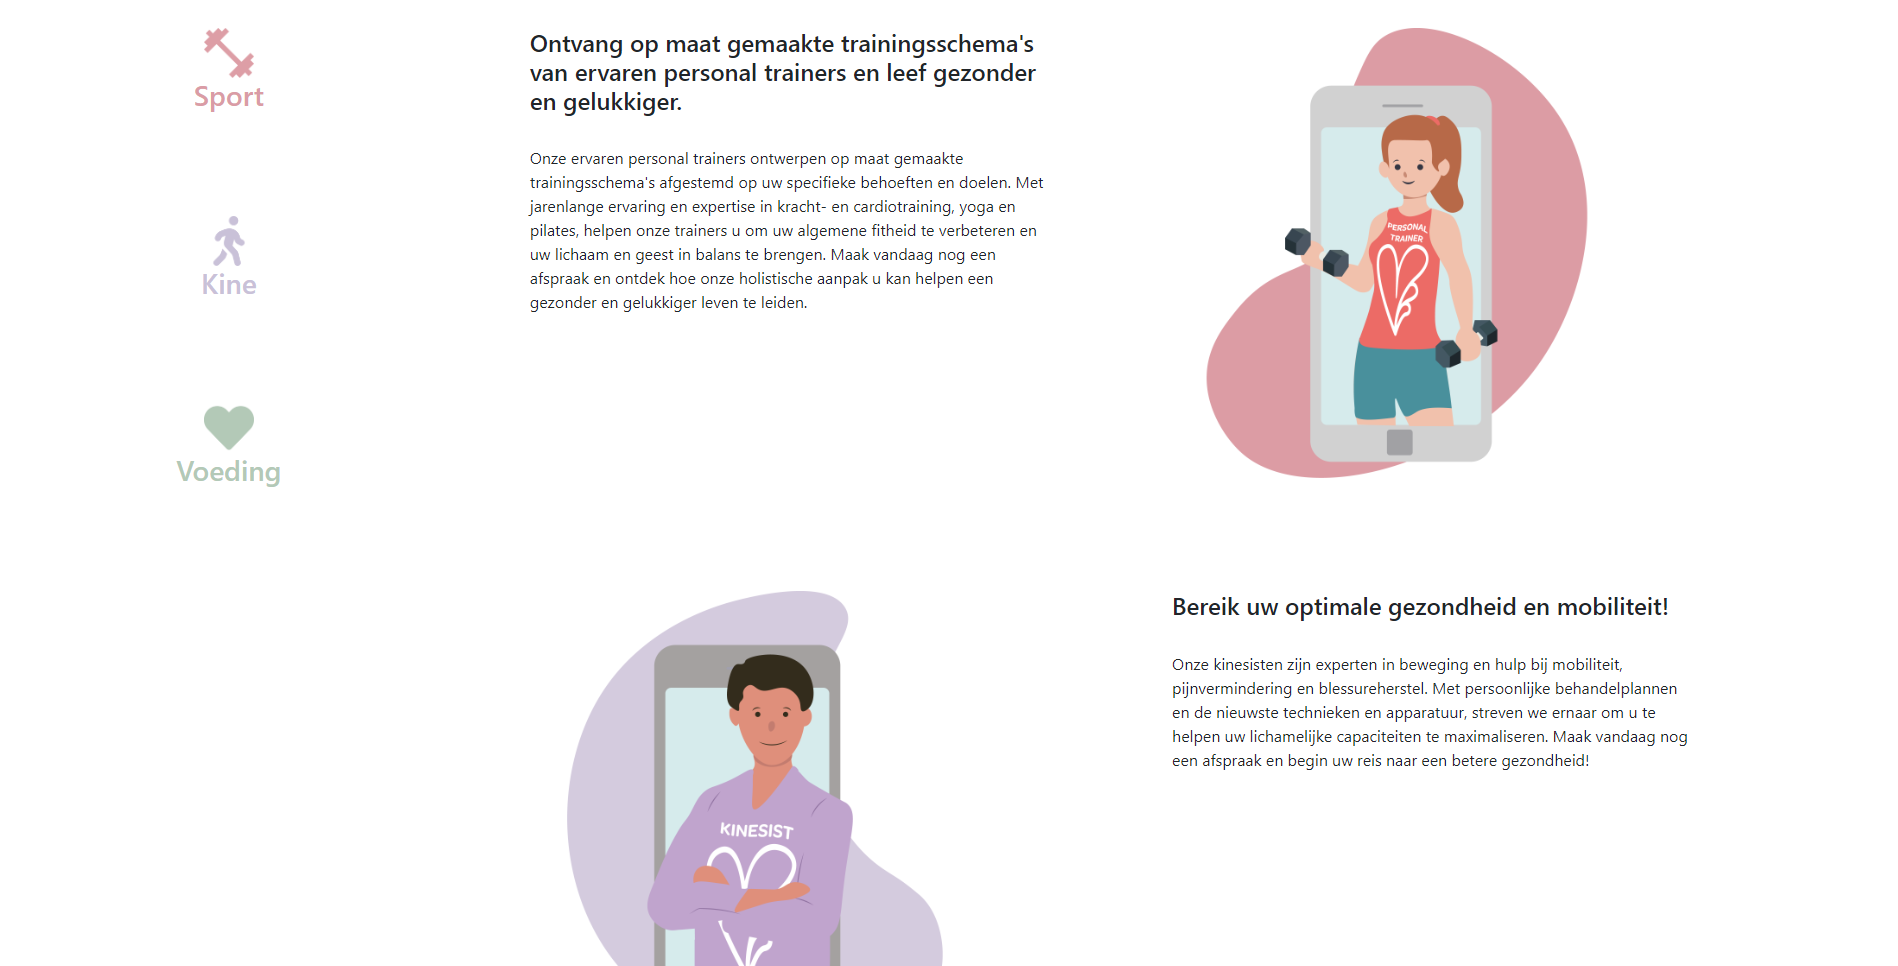 Sport
Kine
Voeding
Ontvang op maat gemaakte trainingsschema's
van ervaren personal trainers en leef gezonder
en gelukkiger.
Onze ervaren personal trainers ontwerpen op maat gemaakte
trainingsschema's afgestemd op uw specifieke behoeften en doelen. Met
jarenlange ervaring en expertise in kracht- en cardiotraining, yoga en
pilates, helpen onze trainers u om uw algemene fitheid te verbeteren en
uw lichaam en geest in balans te brengen. Maak vandaag nog een
afspraak en ontdek hoe onze holistische aanpak u kan helpen een
gezonder en gelukkiger leven te leiden.
PERSONAL
TRAINER
KINESIST
Bereik uw optimale gezondheid en mobiliteit!
Onze kinesisten zijn experten in beweging en hulp bij mobiliteit,
pijnvermindering en blessureherstel. Met persoonlijke behandelplannen
en de nieuwste technieken en apparatuur, streven we ernaar om u te
helpen uw lichamelijke capaciteiten te maximaliseren. Maak vandaag nog
een afspraak en begin uw reis naar een betere gezondheid!